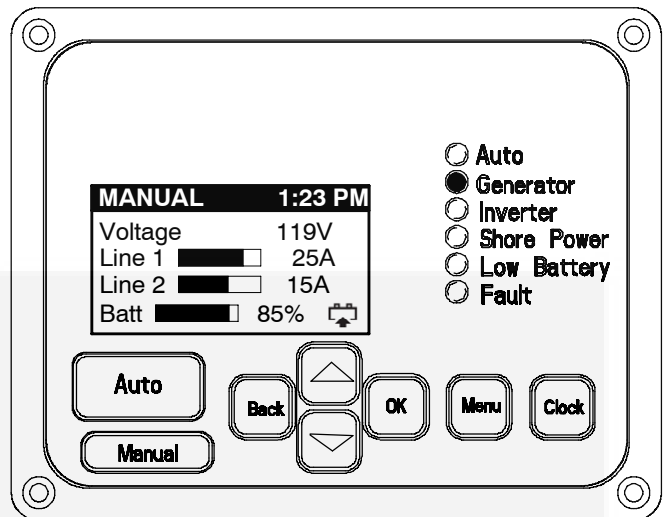 MANUAL 1:23 PM
Voltage 119V
Line 1 25A
Line 2 15A
Batt 85%
Auto
Generator
Inverter
Shore Power
Low Battery
Fault
Auto
Manual
Back
OK
Menu
Clock